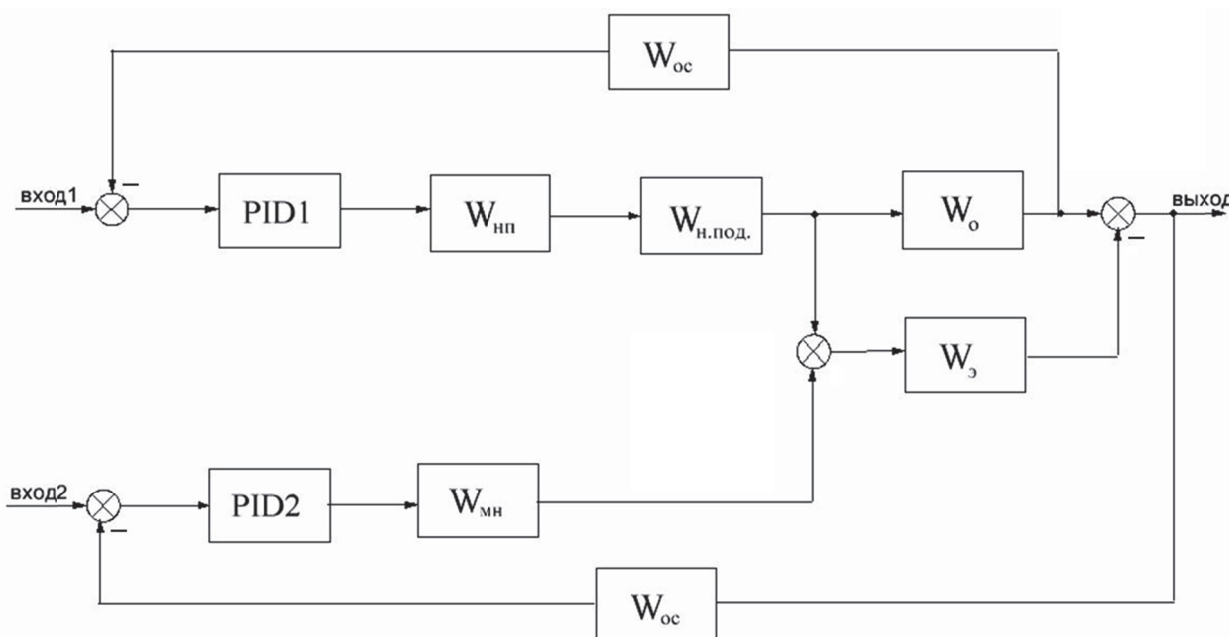 Wос
вход1
PID1
Wнп
Wн.под.
Wо
выход
Wэ
вход2
PID2
Wмн
Wос